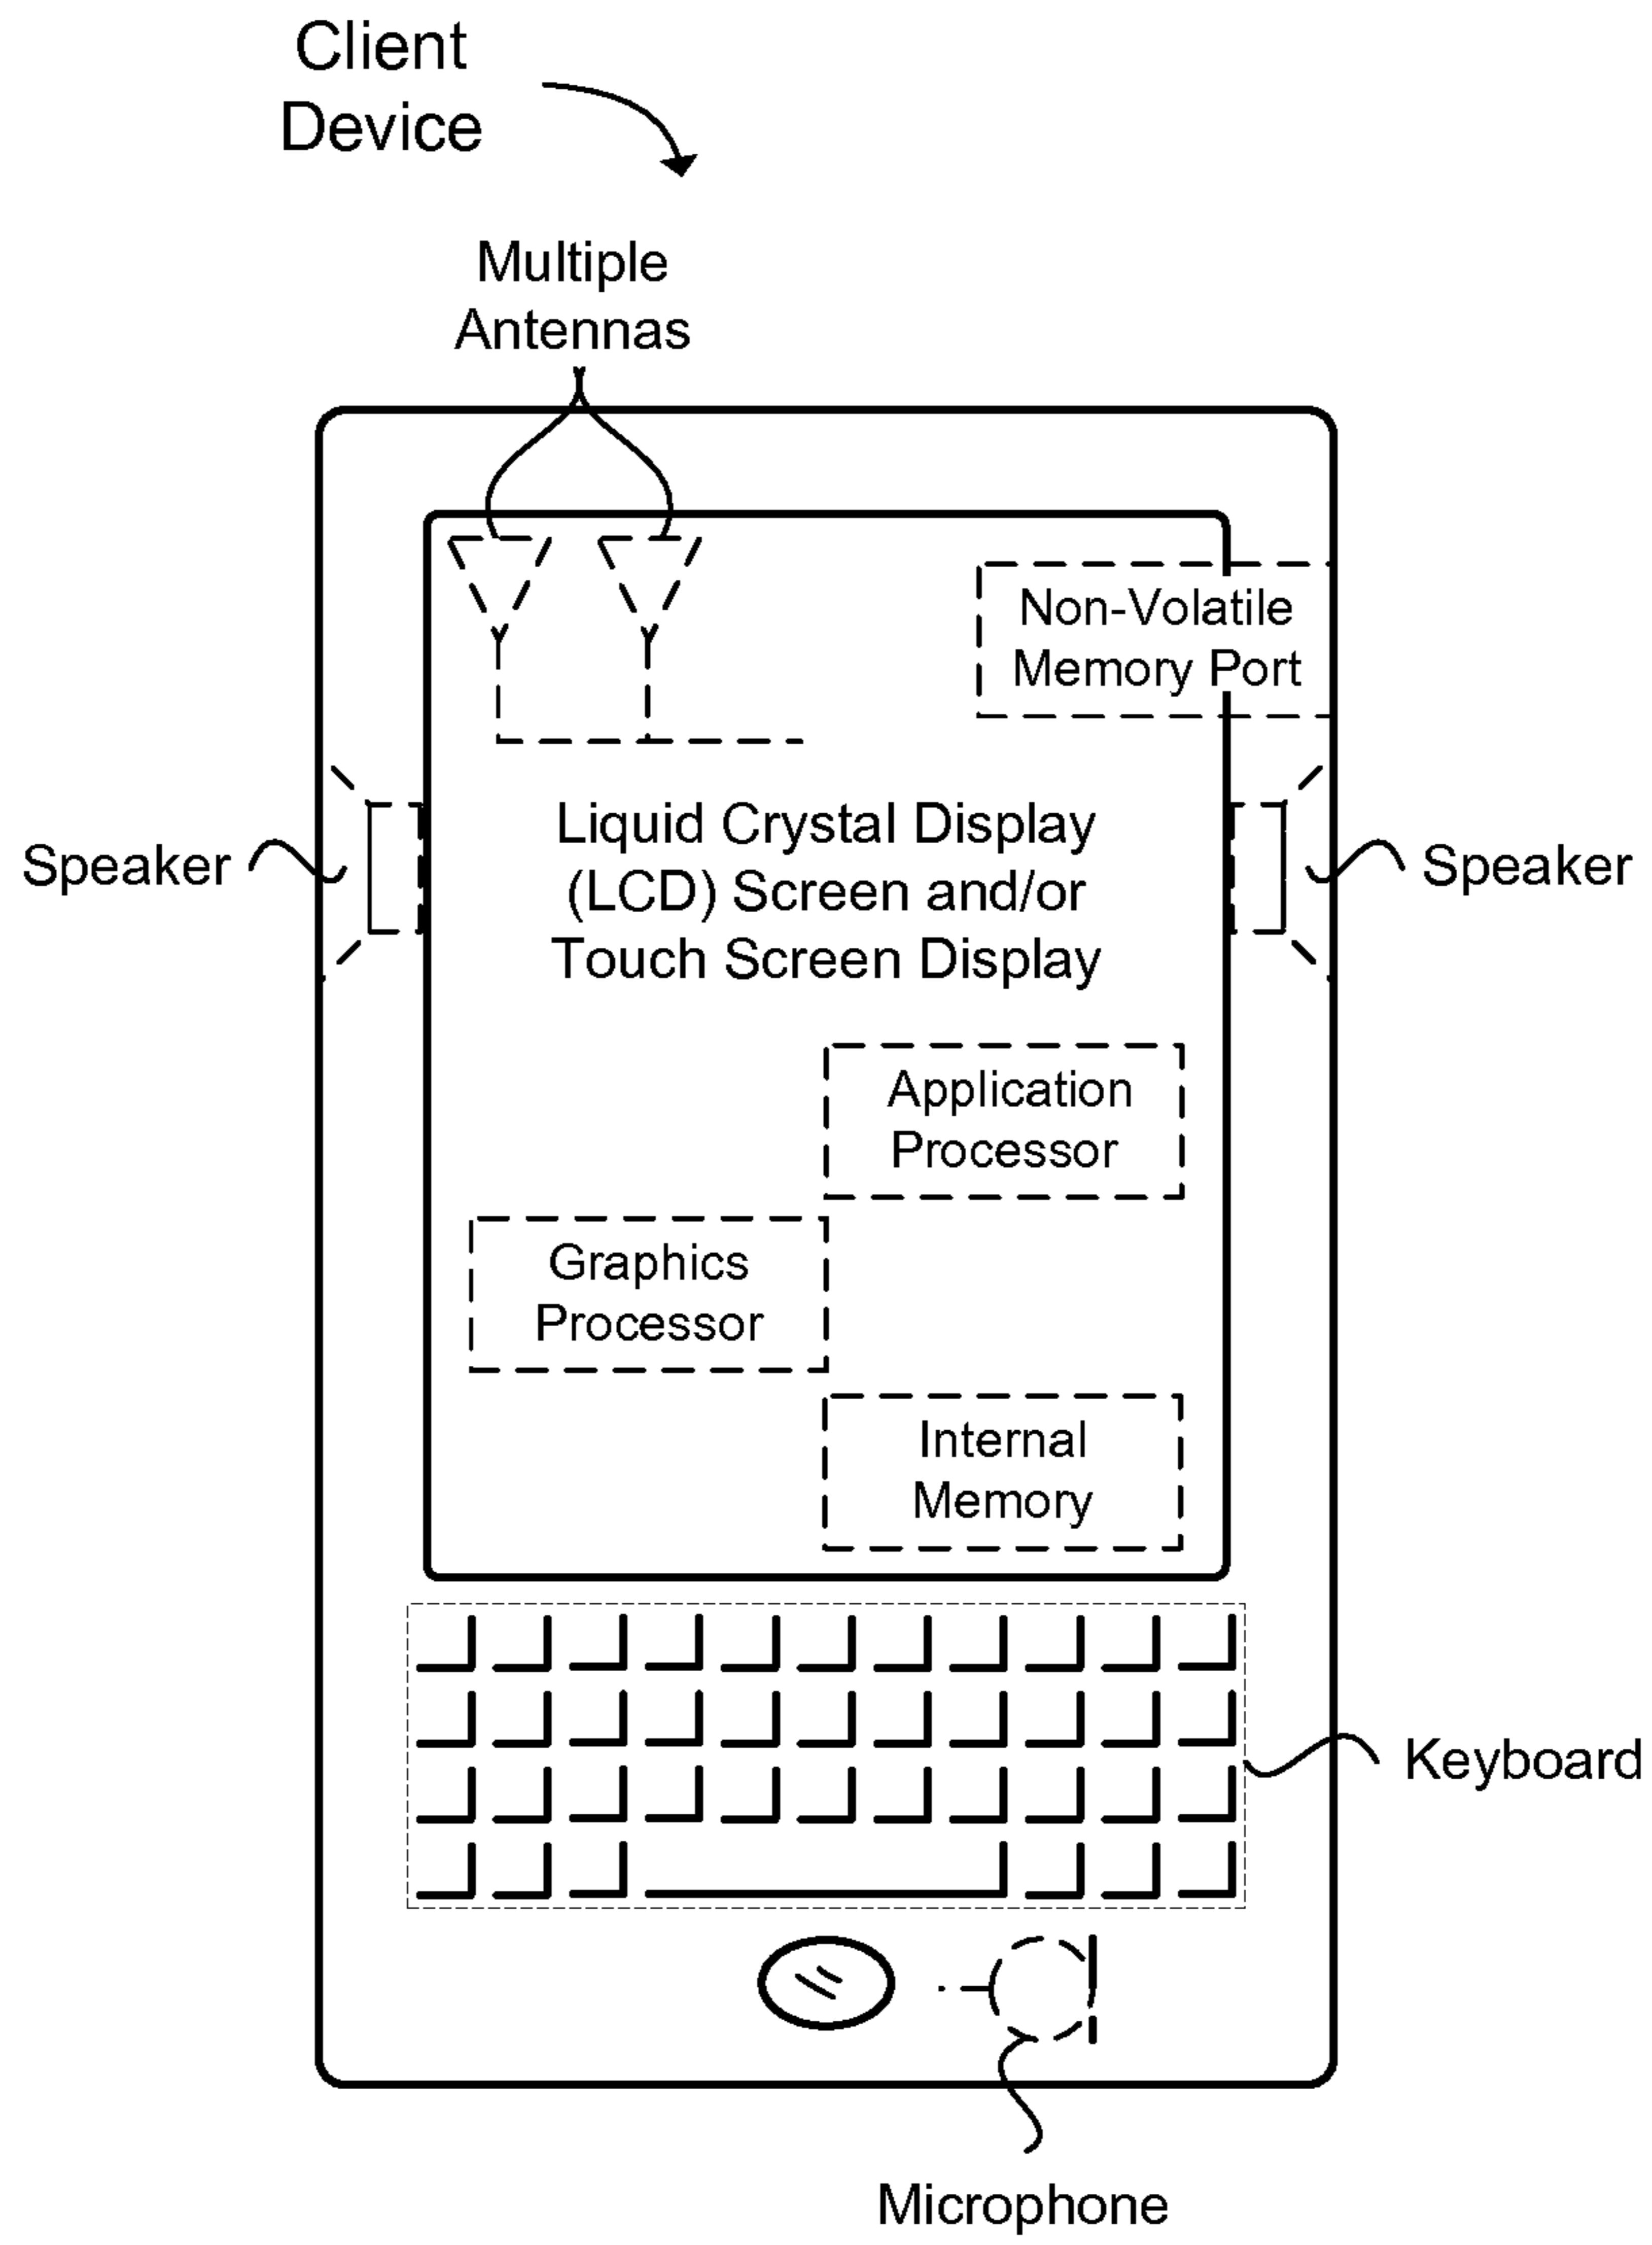 Client
Device
Multiple
Antennas
Non-Volatile
Memory Port
Speaker
Liquid Crystal Display
(LCD) Screen and/or
Touch Screen Display
Speaker
Application
Processor
Graphics
Processor
Internal
Memory
Keyboard
Microphone